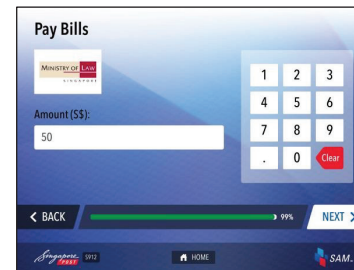 Pay Bills
MINISTRY OF LAW
SINGAPORE
Amount (S$):
50
1 2 3
4 5 6
7 8 9
. 0 Clear
< BACK
99%
NEXT >
Singapore POST
S912
HOME
SAM